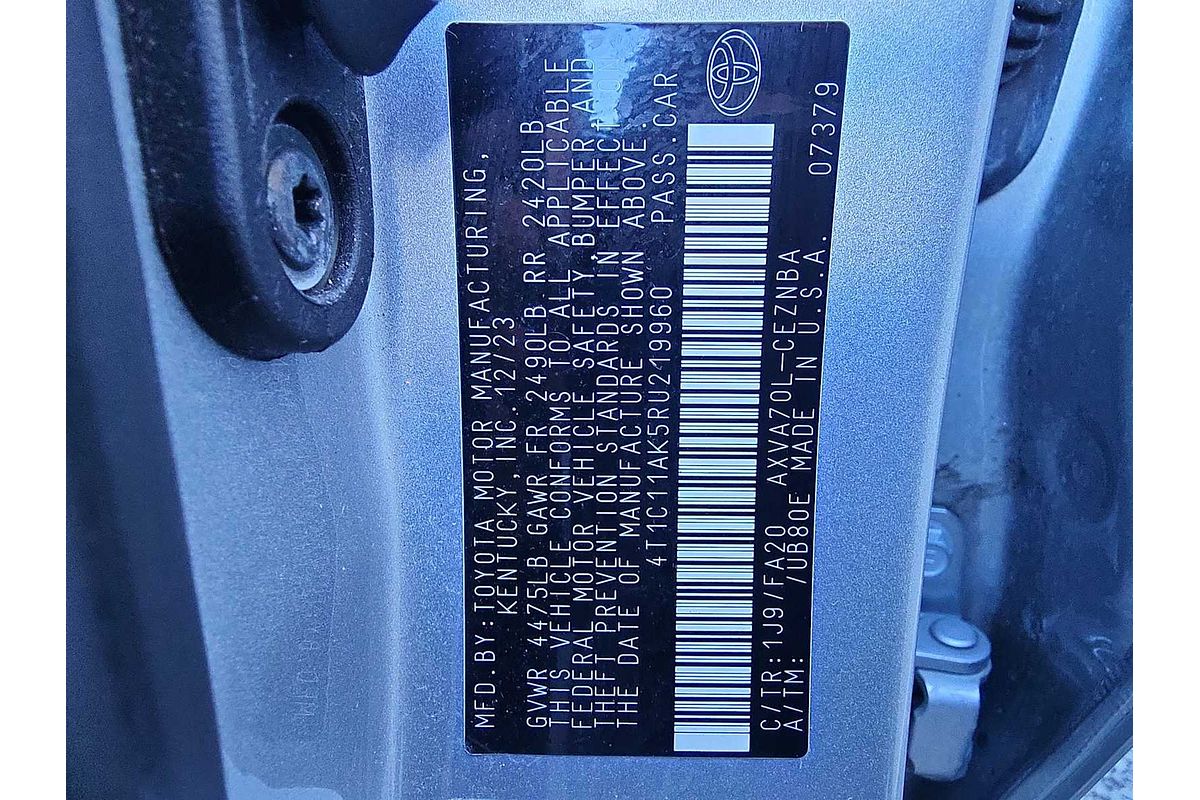 MFD.BY:TOYOTA MOTOR MANUFACTURING,
KENTUCKY, INC. 12/23
GVWR 4475LB GAWR FR 2490LB RR 2420LB
THIS VEHICLE CONFORMS TO ALL APPLICABLE
FEDERAL MOTOR VEHICLE SAFETY, BUMPER, AND
THEFT PREVENTION STANDARDS IN EFFECT ON
THE DATE OF MANUFACTURE SHOWN ABOVE.
4T1C11AK5RU219960 PASS.CAR
C/TR:1J9/FA20 AXVA70L-CEZNBA
A/TM: /UB80E MADE IN U.S.A. 07379